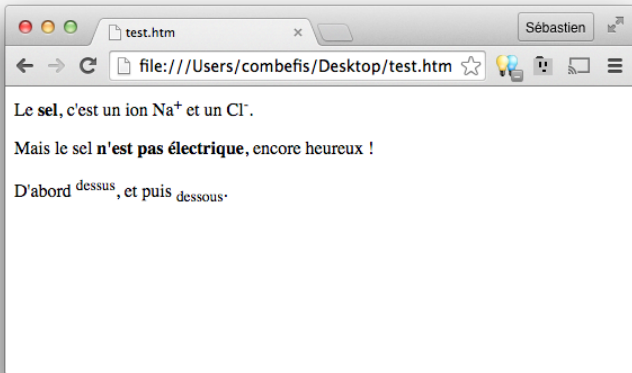 test.htm
Sébastien
file:///Users/combefis/Desktop/test.htm
Le sel, c'est un ion Na⁺ et un Cl⁻.
Mais le sel n'est pas électrique, encore heureux !
D'abord dessus, et puis dessous.